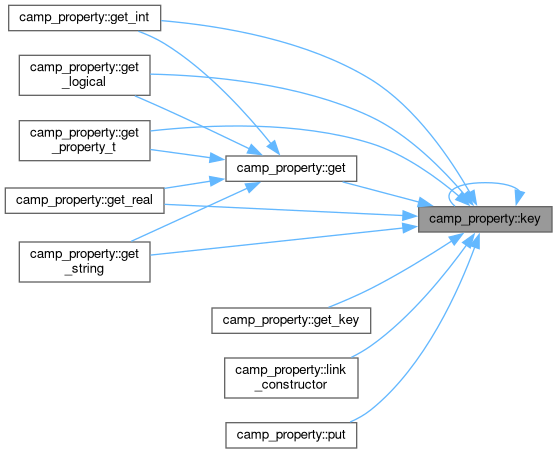 camp_property::get_int
camp_property::get
_logical
camp_property::get
_property_t
camp_property::get
camp_property::get_real
camp_property::key
camp_property::get
_string
camp_property::get_key
camp_property::link
_constructor
camp_property::put